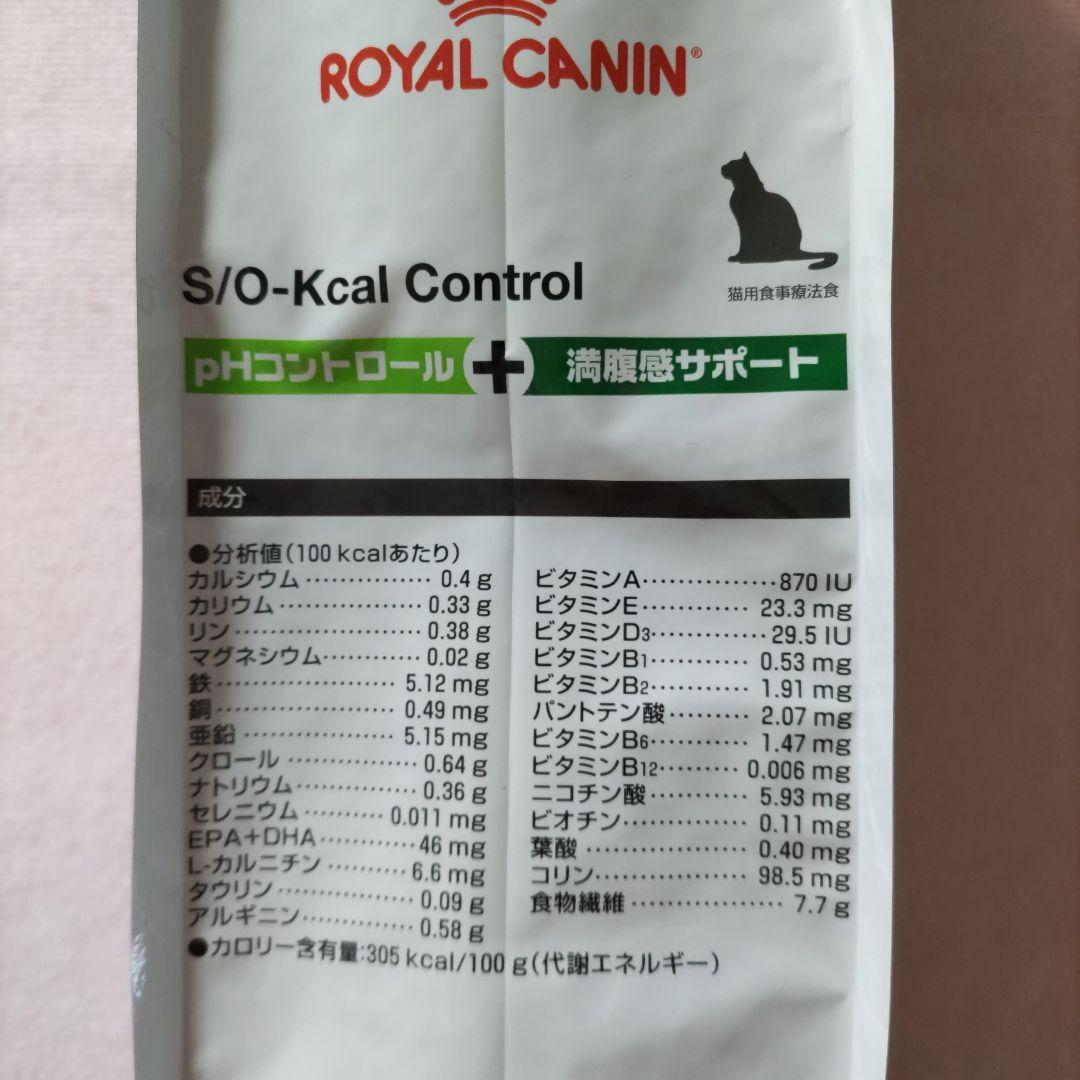 ROYAL CANIN®
猫用食事療法食
S/O-Kcal Control
pHコントロール + 満腹感サポート
成分
●分析値(100 kcalあたり)
カルシウム 0.4 g
カリウム 0.33 g
リン 0.38 g
マグネシウム 0.02 g
鉄 5.12 mg
銅 0.49 mg
亜鉛 5.15 mg
クロール 0.64 g
ナトリウム 0.36 g
セレニウム 0.011 mg
EPA+DHA 46 mg
L-カルニチン 6.6 mg
タウリン 0.09 g
アルギニン 0.58 g
ビタミンA 870 IU
ビタミンE 23.3 mg
ビタミンD3 29.5 IU
ビタミンB1 0.53 mg
ビタミンB2 1.91 mg
パントテン酸 2.07 mg
ビタミンB6 1.47 mg
ビタミンB12 0.006 mg
ニコチン酸 5.93 mg
ビオチン 0.11 mg
葉酸 0.40 mg
コリン 98.5 mg
食物繊維 7.7 g
●カロリー含有量:305 kcal/100 g(代謝エネルギー)